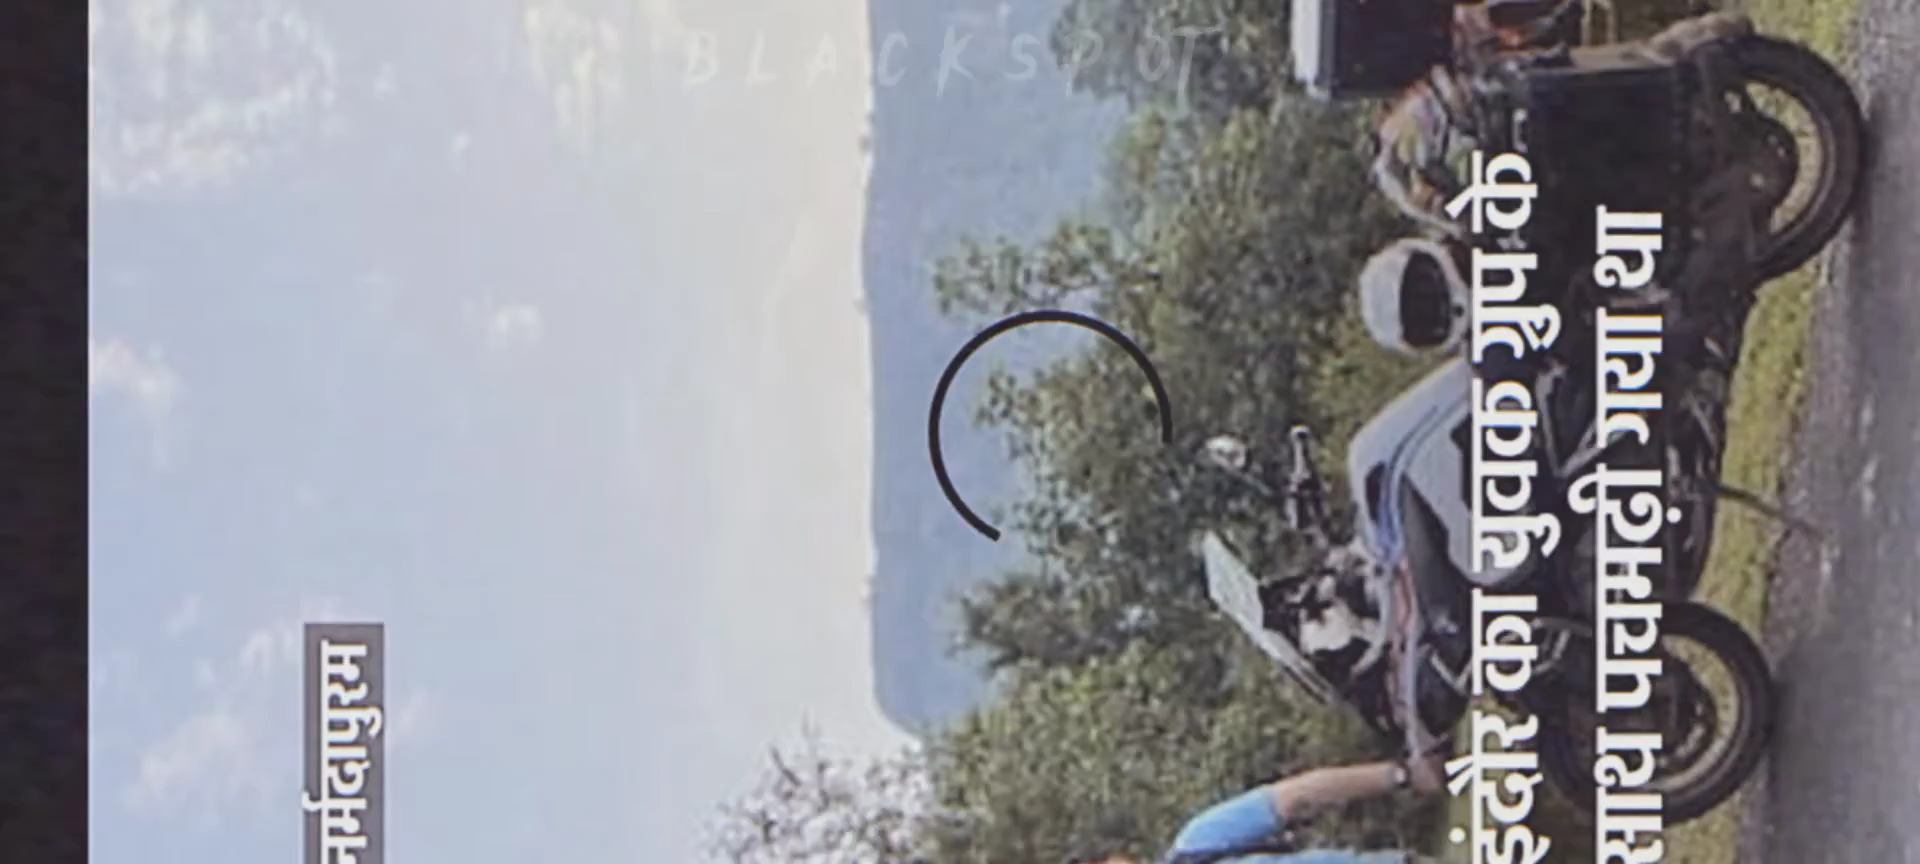 BLACKSPOT
नर्मदापुरम
इंदौर का युवक ग्रुप के
साथ पचमढ़ी गया था